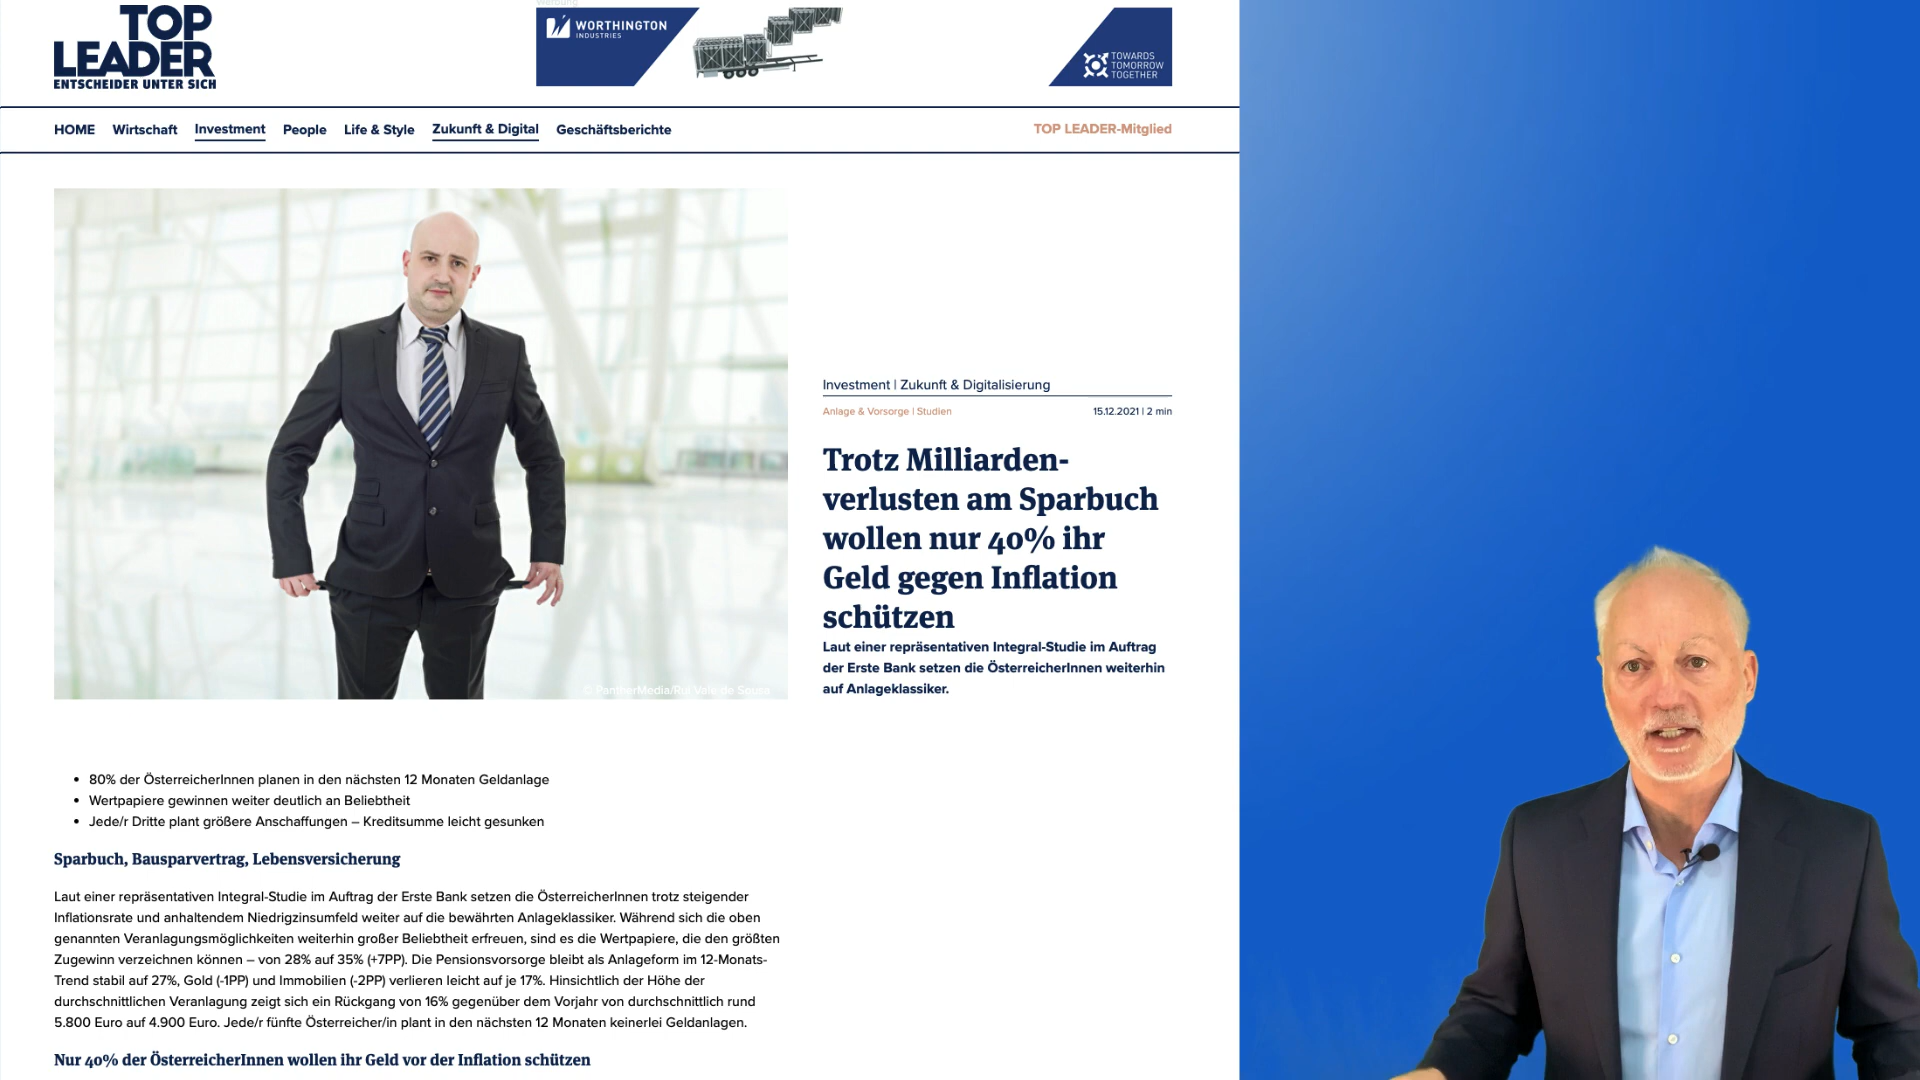 Werbung
TOP
LEADER
ENTSCHEIDER UNTER SICH
WORTHINGTON
INDUSTRIES
TOWARDS
TOMORROW
TOGETHER
HOME Wirtschaft Investment People Life & Style Zukunft & Digital Geschäftsberichte TOP LEADER-Mitglied
© PantherMedia/Rui Vale de Sousa
Investment | Zukunft & Digitalisierung
Anlage & Vorsorge | Studien 15.12.2021 | 2 min
Trotz Milliarden-
verlusten am Sparbuch
wollen nur 40% ihr
Geld gegen Inflation
schützen
Laut einer repräsentativen Integral-Studie im Auftrag
der Erste Bank setzen die ÖsterreicherInnen weiterhin
auf Anlageklassiker.
• 80% der ÖsterreicherInnen planen in den nächsten 12 Monaten Geldanlage
• Wertpapiere gewinnen weiter deutlich an Beliebtheit
• Jede/r Dritte plant größere Anschaffungen – Kreditsumme leicht gesunken
Sparbuch, Bausparvertrag, Lebensversicherung
Laut einer repräsentativen Integral-Studie im Auftrag der Erste Bank setzen die ÖsterreicherInnen trotz steigender
Inflationsrate und anhaltendem Niedrigzinsumfeld weiter auf die bewährten Anlageklassiker. Während sich die oben
genannten Veranlagungsmöglichkeiten weiterhin großer Beliebtheit erfreuen, sind es die Wertpapiere, die den größten
Zugewinn verzeichnen können – von 28% auf 35% (+7PP). Die Pensionsvorsorge bleibt als Anlageform im 12-Monats-
Trend stabil auf 27%, Gold (-1PP) und Immobilien (-2PP) verlieren leicht auf je 17%. Hinsichtlich der Höhe der
durchschnittlichen Veranlagung zeigt sich ein Rückgang von 16% gegenüber dem Vorjahr von durchschnittlich rund
5.800 Euro auf 4.900 Euro. Jede/r fünfte Österreicher/in plant in den nächsten 12 Monaten keinerlei Geldanlagen.
Nur 40% der ÖsterreicherInnen wollen ihr Geld vor der Inflation schützen